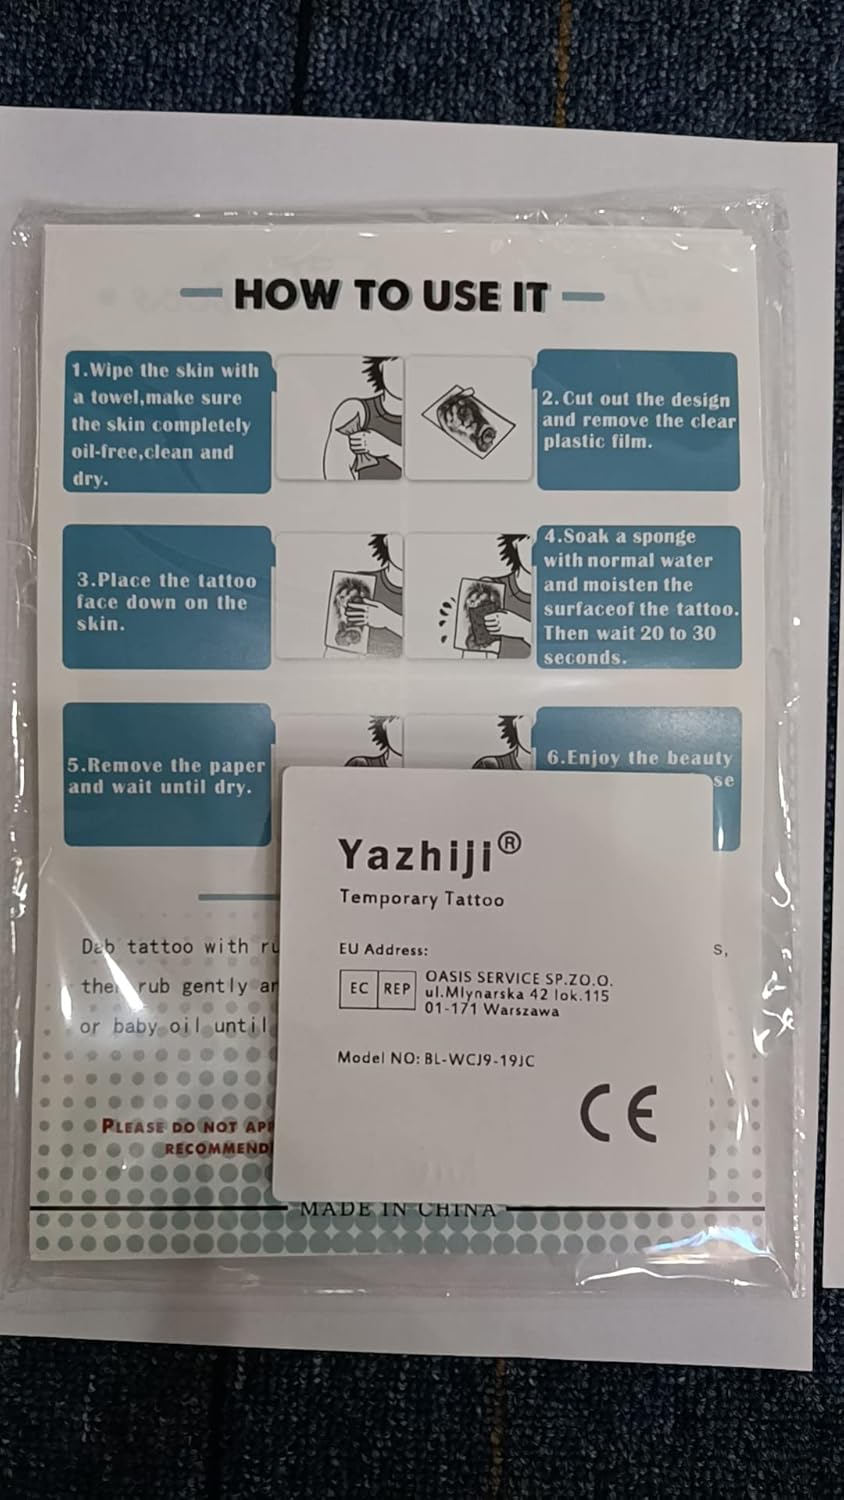 HOW TO USE IT
1.Wipe the skin with
a towel,make sure
the skin completely
oil-free,clean and
dry.
2. Cut out the design
and remove the clear
plastic film.
3.Place the tattoo
face down on the
skin.
4.Soak a sponge
with normal water
and moisten the
surfaceof the tattoo.
Then wait 20 to 30
seconds.
5.Remove the paper
and wait until dry.
6.Enjoy the beauty
Yazhiji®
Temporary Tattoo
EU Address:
EC REP
OASIS SERVICE SP.ZO.O.
ul.Mlynarska 42 lok.115
01-171 Warszawa
Model NO: BL-WCJ9-19JC
CE
Dab tattoo with
rub gently
or baby oil until
PLEASE DO NOT
MADE IN CHINA